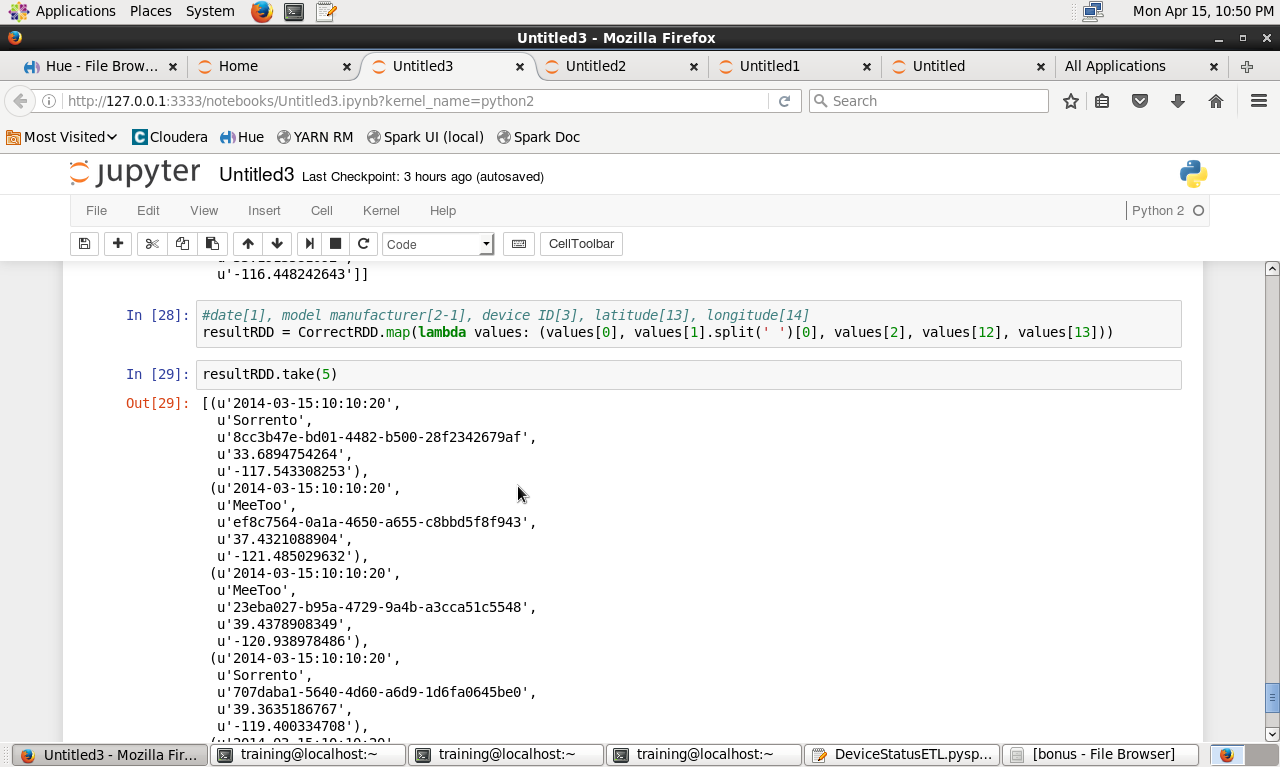 Applications Places System Mon Apr 15, 10:50 PM
Untitled3 - Mozilla Firefox
Hue - File Brow... Home Untitled3 Untitled2 Untitled1 Untitled All Applications
http://127.0.0.1:3333/notebooks/Untitled3.ipynb?kernel_name=python2 Search
Most Visited Cloudera Hue YARN RM Spark UI (local) Spark Doc
jupyter Untitled3 Last Checkpoint: 3 hours ago (autosaved)
File Edit View Insert Cell Kernel Help Python 2
Code CellToolbar
u'-116.448242643']]
In [28]: #date[1], model manufacturer[2-1], device ID[3], latitude[13], longitude[14]
resultRDD = CorrectRDD.map(lambda values: (values[0], values[1].split(' ')[0], values[2], values[12], values[13]))
In [29]: resultRDD.take(5)
Out[29]: [(u'2014-03-15:10:10:20',
u'Sorrento',
u'8cc3b47e-bd01-4482-b500-28f2342679af',
u'33.6894754264',
u'-117.543308253'),
(u'2014-03-15:10:10:20',
u'MeeToo',
u'ef8c7564-0a1a-4650-a655-c8bbd5f8f943',
u'37.4321088904',
u'-121.485029632'),
(u'2014-03-15:10:10:20',
u'MeeToo',
u'23eba027-b95a-4729-9a4b-a3cca51c5548',
u'39.4378908349',
u'-120.938978486'),
(u'2014-03-15:10:10:20',
u'Sorrento',
u'707daba1-5640-4d60-a6d9-1d6fa0645be0',
u'39.3635186767',
u'-119.400334708'),
Untitled3 - Mozilla Fir... training@localhost:~ training@localhost:~ training@localhost:~ DeviceStatusETL.pysp... [bonus - File Browser]